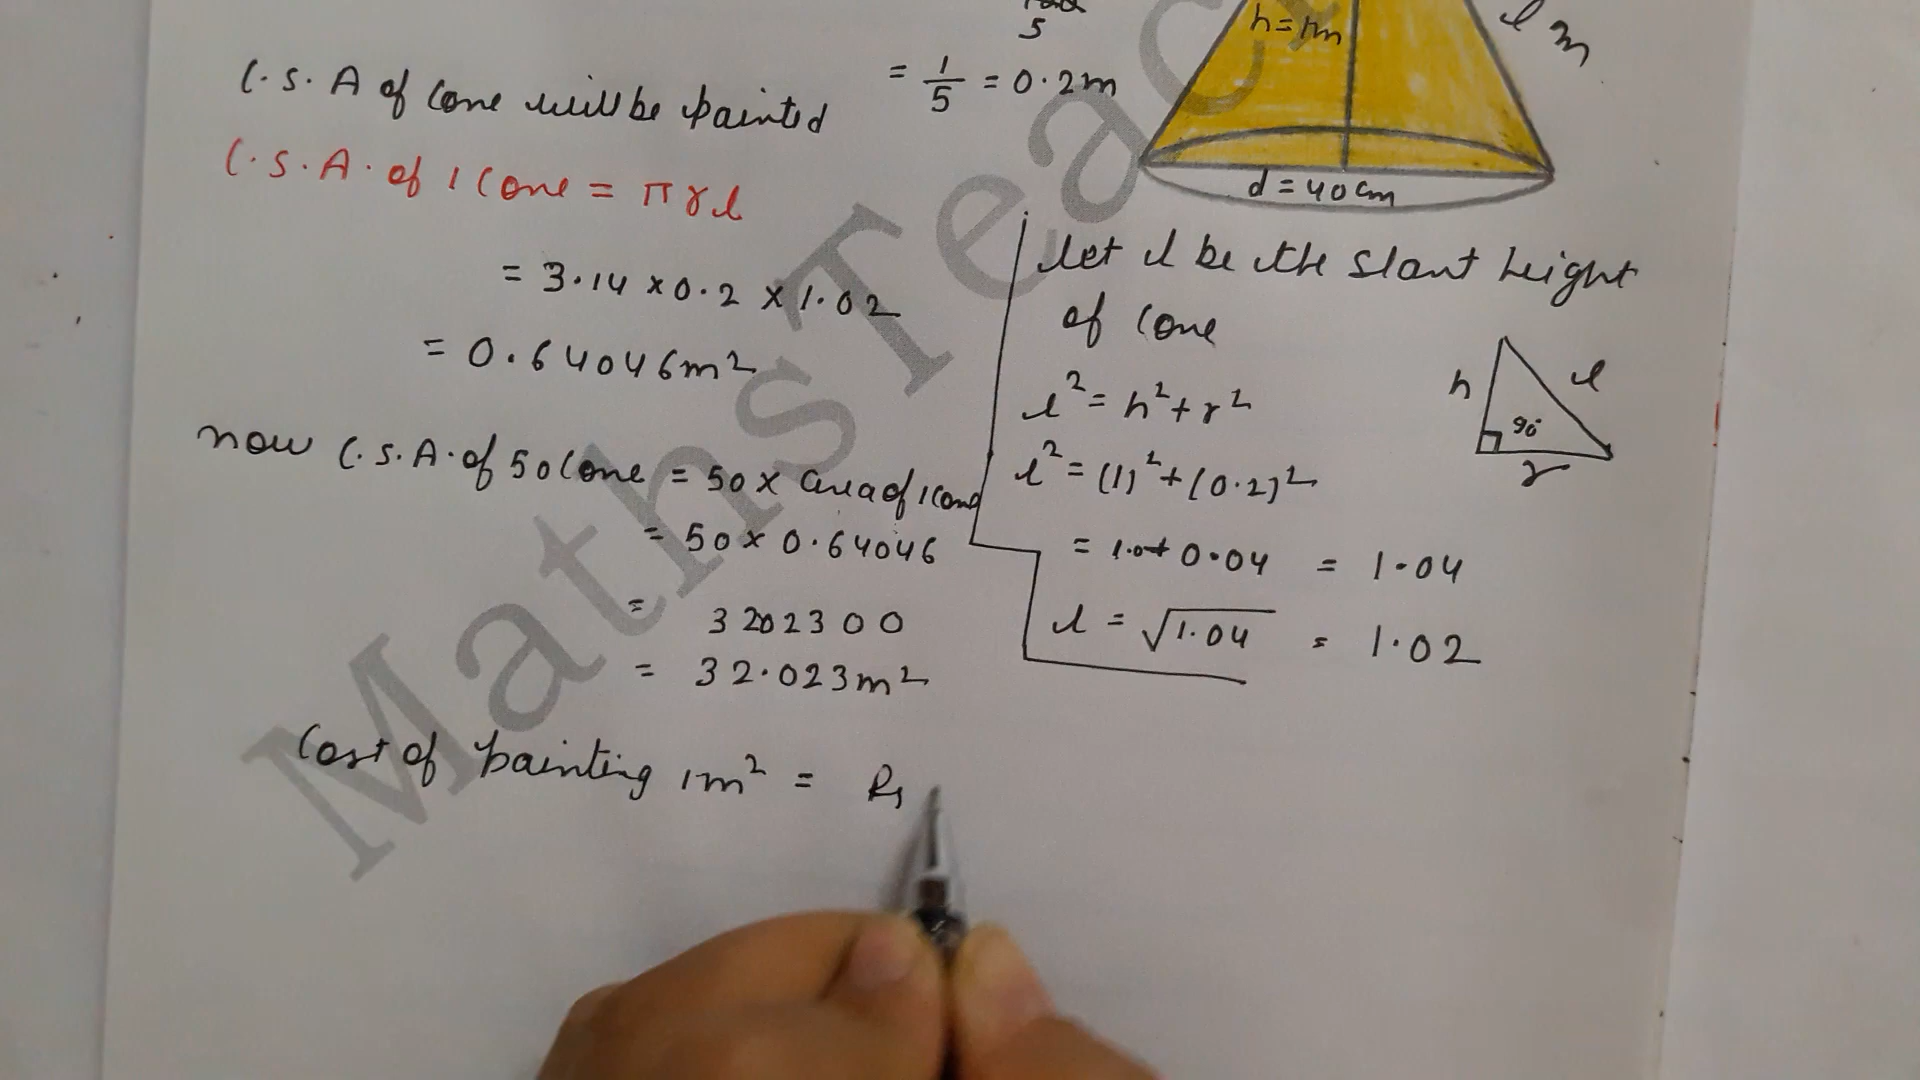 5
= 1/5 = 0.2m
h=1m
l m
d = 40cm
C.S.A of Cone will be painted
C.S.A. of 1 Cone = πrl
= 3.14 × 0.2 × 1.02
= 0.64046m²
now C.S.A. of 50 Cone = 50 × area of 1 Cone
= 50 × 0.64046
= 3202300
= 32.023m²
Cost of painting 1m² = Rs
let l be the slant height
of cone
l² = h² + r²
l² = (1)² + (0.2)²
= 1.0+ 0.04 = 1.04
l = √1.04 = 1.02
h
l
90°
r
MathsTeac